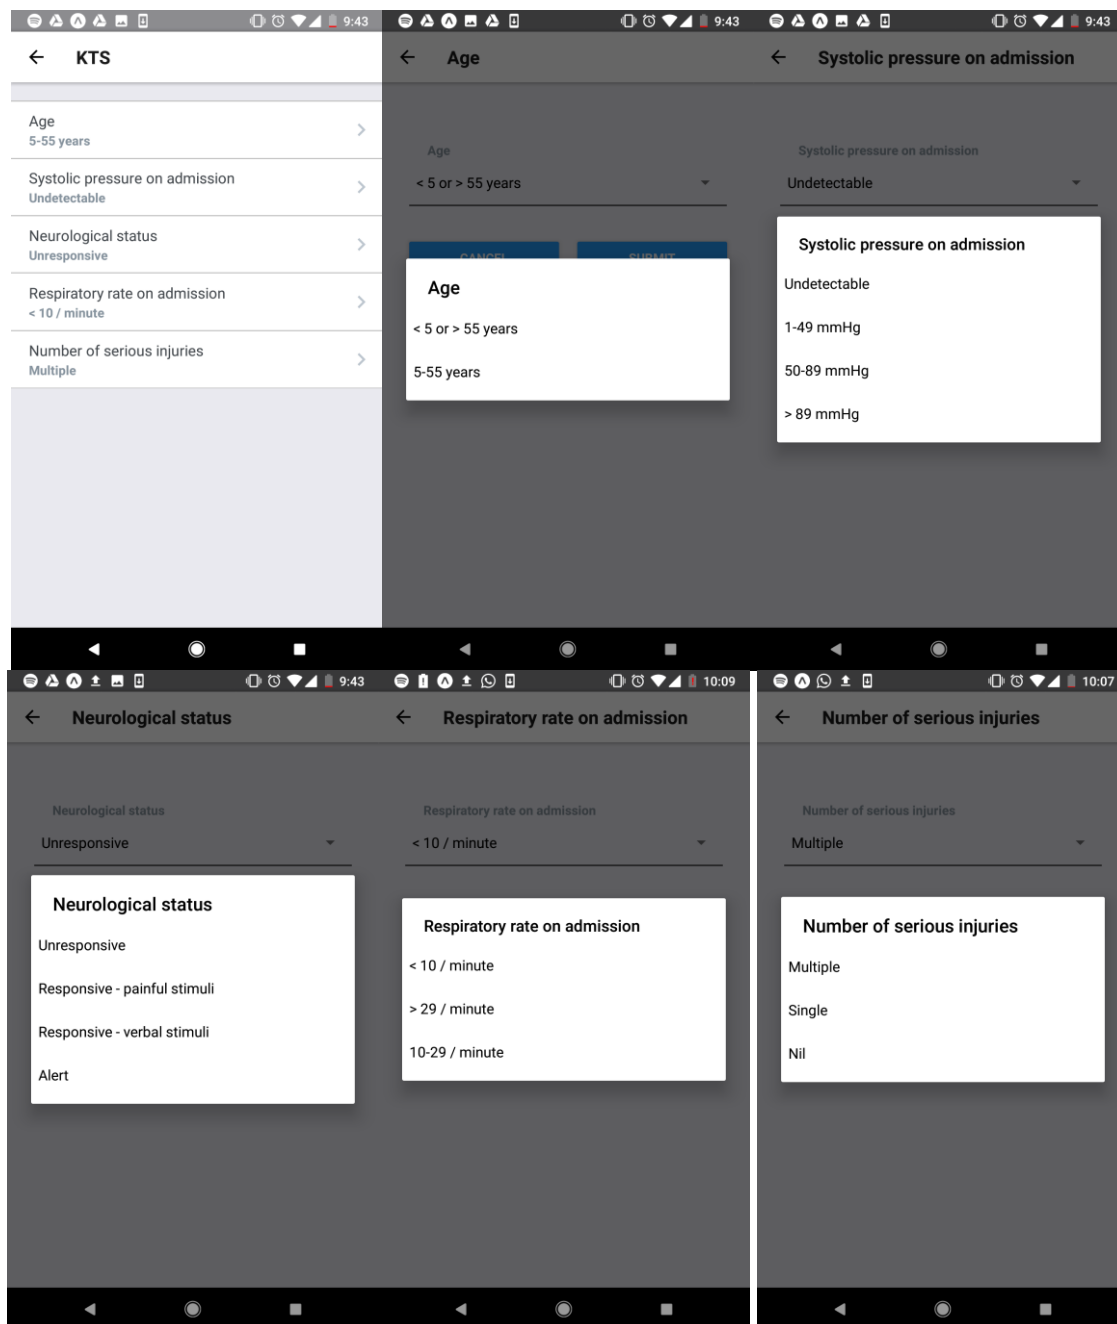 9:43
KTS
Age
5-55 years
Systolic pressure on admission
Undetectable
Neurological status
Unresponsive
Respiratory rate on admission
< 10 / minute
Number of serious injuries
Multiple
9:43
Age
Age
< 5 or > 55 years
CANCEL SUBMIT
Age
< 5 or > 55 years
5-55 years
9:43
Systolic pressure on admission
Systolic pressure on admission
Undetectable
Systolic pressure on admission
Undetectable
1-49 mmHg
50-89 mmHg
> 89 mmHg
9:43
Neurological status
Neurological status
Unresponsive
Neurological status
Unresponsive
Responsive - painful stimuli
Responsive - verbal stimuli
Alert
10:09
Respiratory rate on admission
Respiratory rate on admission
< 10 / minute
Respiratory rate on admission
< 10 / minute
> 29 / minute
10-29 / minute
10:07
Number of serious injuries
Number of serious injuries
Multiple
Number of serious injuries
Multiple
Single
Nil